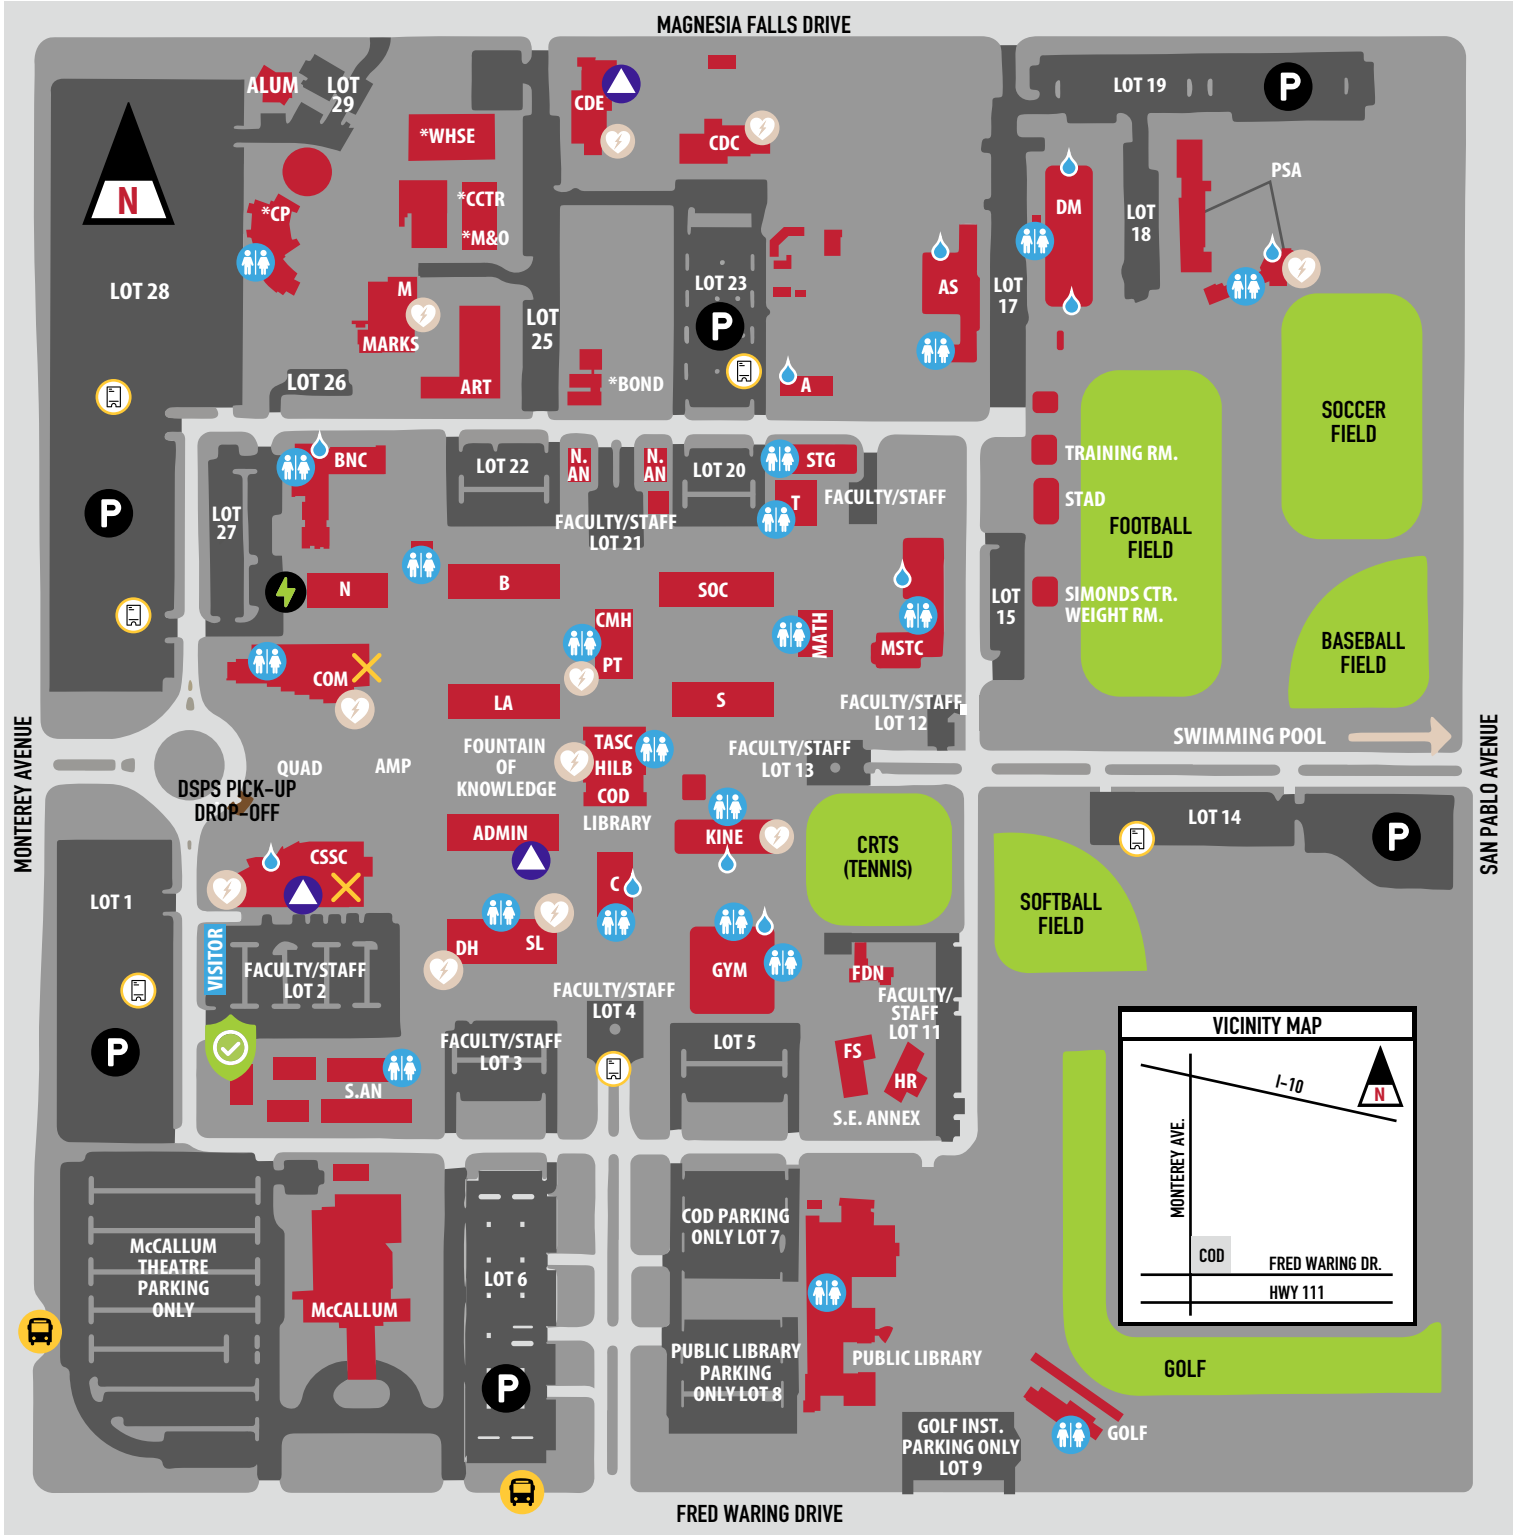 MAGNESIA FALLS DRIVE
ALUM
LOT
29
*WHSE
CDE
CDC
LOT 19
P
N
*CP
*CCTR
*M&O
DM
LOT
18
PSA
LOT 28
M
MARKS
LOT
25
LOT 23
P
AS
LOT
17
LOT 26
ART
*BOND
A
SOCCER
FIELD
BNC
LOT 22
N.
AN
N.
AN
LOT 20
STG
TRAINING RM.
P
LOT
27
FACULTY/STAFF
LOT 21
T
FACULTY/STAFF
STAD
FOOTBALL
FIELD
N
B
SOC
LOT
15
SIMONDS CTR.
WEIGHT RM.
CMH
PT
MATH
MSTC
BASEBALL
FIELD
COM
LA
S
FACULTY/STAFF
LOT 12
MONTEREY AVENUE
SAN PABLO AVENUE
SWIMMING POOL
QUAD
AMP
FOUNTAIN
OF
KNOWLEDGE
TASC
HILB
COD
LIBRARY
FACULTY/STAFF
LOT 13
DSPS PICK-UP
DROP-OFF
ADMIN
KINE
CRTS
(TENNIS)
LOT 14
P
CSSC
LOT 1
C
SOFTBALL
FIELD
VISITOR
FACULTY/STAFF
LOT 2
DH
SL
GYM
FDN
FACULTY/STAFF
LOT 4
FACULTY/
STAFF
LOT 11
P
FACULTY/STAFF
LOT 3
LOT 5
FS
HR
S.AN
S.E. ANNEX
VICINITY MAP
I-10
N
MONTEREY AVE.
COD
FRED WARING DR.
HWY 111
McCALLUM
THEATRE
PARKING
ONLY
McCALLUM
LOT 6
P
COD PARKING
ONLY LOT 7
PUBLIC LIBRARY
PARKING
ONLY LOT 8
PUBLIC LIBRARY
GOLF
GOLF INST.
PARKING ONLY
LOT 9
GOLF
FRED WARING DRIVE